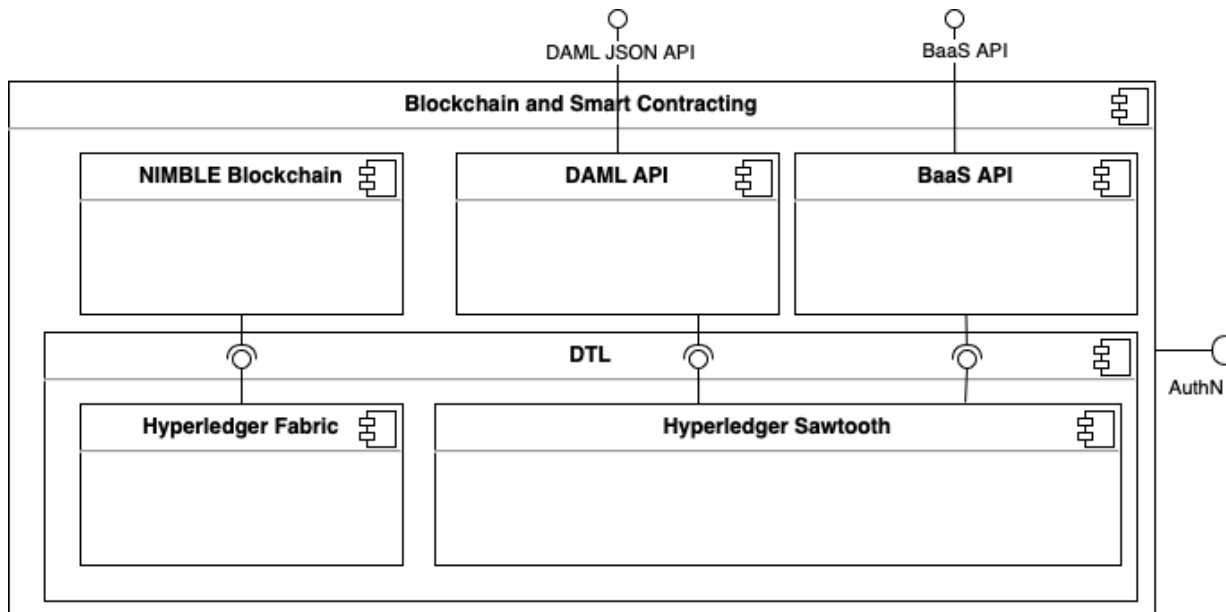 DAML JSON API
BaaS API
Blockchain and Smart Contracting
NIMBLE Blockchain
DAML API
BaaS API
DTL
AuthN
Hyperledger Fabric
Hyperledger Sawtooth